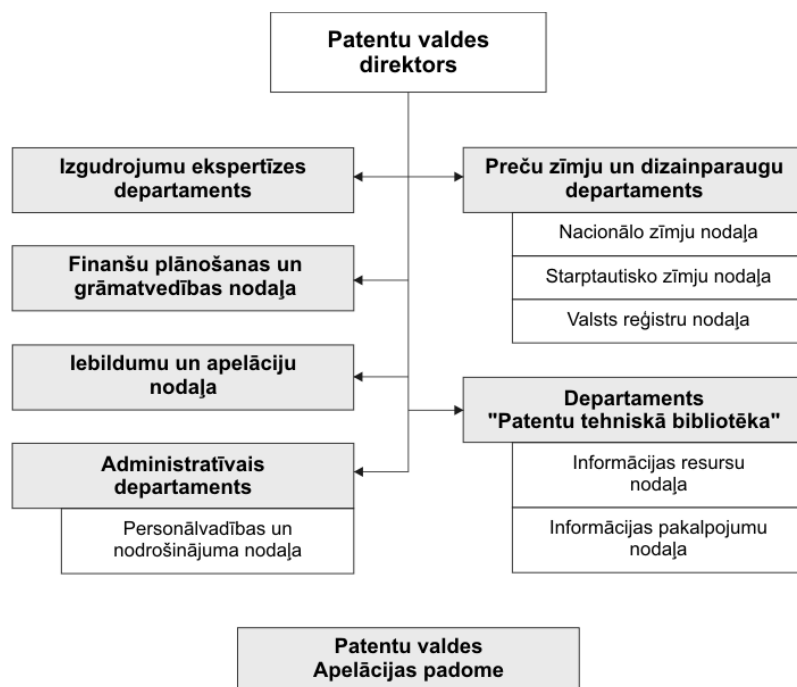 Patentu valdes
direktors
Izgudrojumu ekspertīzes
departaments
Finanšu plānošanas un
grāmatvedības nodaļa
Iebildumu un apelāciju
nodaļa
Administratīvais
departaments
Personālvadības un
nodrošinājuma nodaļa
Preču zīmju un dizainparaugu
departaments
Nacionālo zīmju nodaļa
Starptautisko zīmju nodaļa
Valsts reģistru nodaļa
Departaments
"Patentu tehniskā bibliotēka"
Informācijas resursu
nodaļa
Informācijas pakalpojumu
nodaļa
Patentu valdes
Apelācijas padome